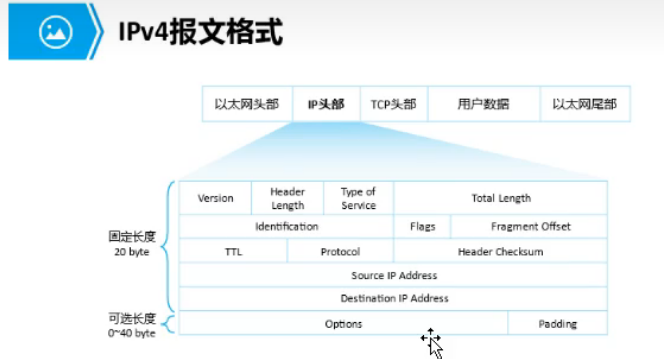 IPv4报文格式
以太网头部 IP头部 TCP头部 用户数据 以太网尾部
Version Header Length Type of Service Total Length
Identification Flags Fragment Offset
固定长度
20 byte
TTL Protocol Header Checksum
Source IP Address
Destination IP Address
可选长度
0~40 byte
Options Padding